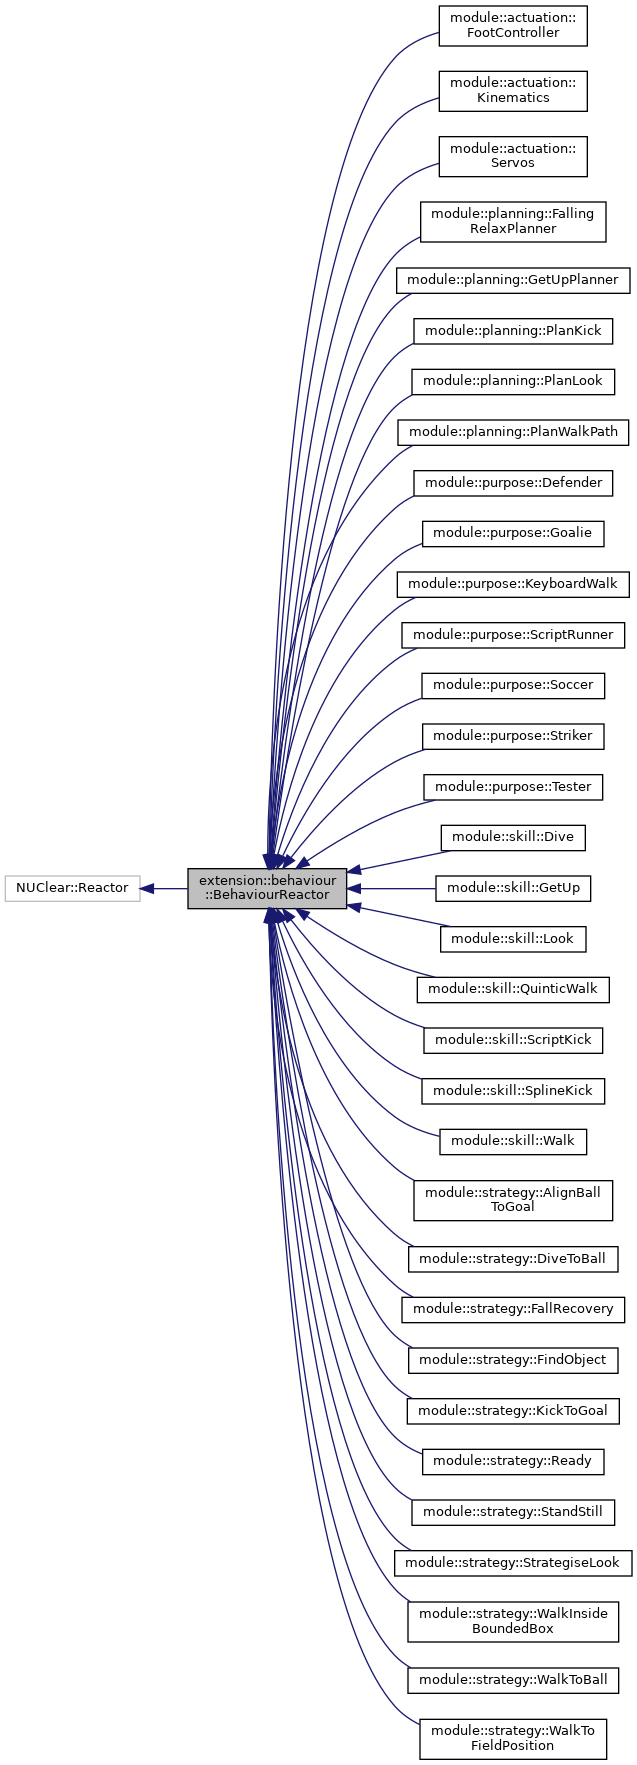 module::actuation::
FootController
module::actuation::
Kinematics
module::actuation::
Servos
module::planning::Falling
RelaxPlanner
module::planning::GetUpPlanner
module::planning::PlanKick
module::planning::PlanLook
module::planning::PlanWalkPath
module::purpose::Defender
module::purpose::Goalie
module::purpose::KeyboardWalk
module::purpose::ScriptRunner
module::purpose::Soccer
module::purpose::Striker
module::purpose::Tester
module::skill::Dive
NUClear::Reactor
extension::behaviour
::BehaviourReactor
module::skill::GetUp
module::skill::Look
module::skill::QuinticWalk
module::skill::ScriptKick
module::skill::SplineKick
module::skill::Walk
module::strategy::AlignBall
ToGoal
module::strategy::DiveToBall
module::strategy::FallRecovery
module::strategy::FindObject
module::strategy::KickToGoal
module::strategy::Ready
module::strategy::StandStill
module::strategy::StrategiseLook
module::strategy::WalkInside
BoundedBox
module::strategy::WalkToBall
module::strategy::WalkTo
FieldPosition